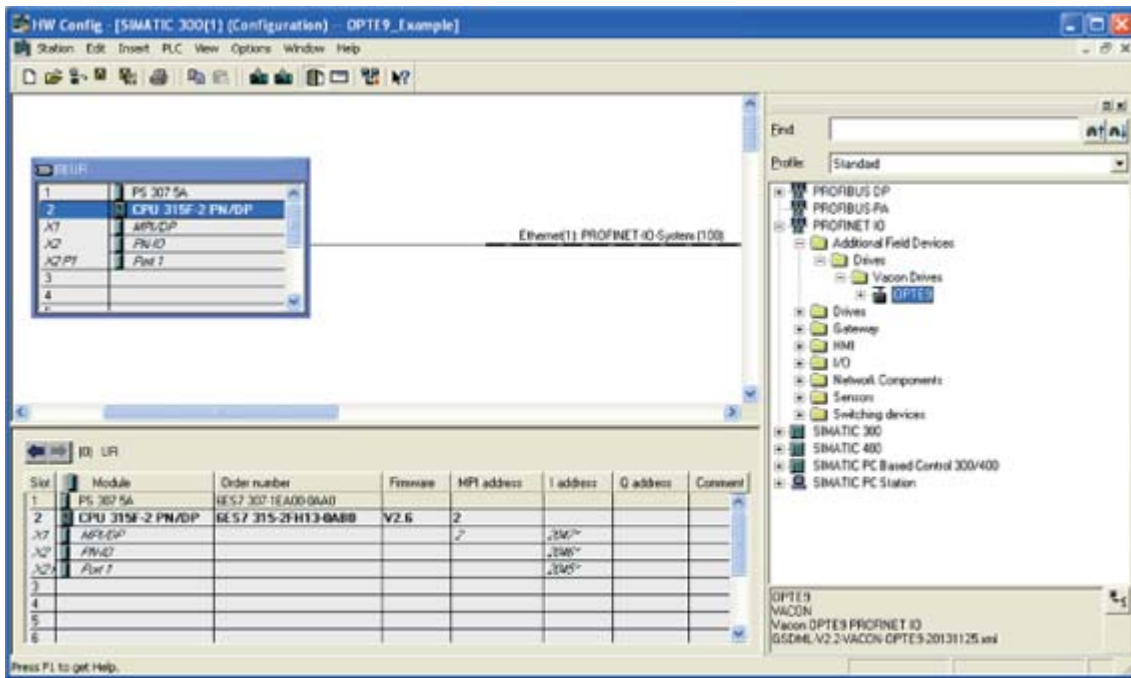 HW Config - [SIMATIC 300(1) (Configuration) -- OPTE9_Example]
Station Edit Insert PLC View Options Window Help
(0) UR
1 PS 307 5A
2 CPU 315F-2 PN/DP
X1 MPI/DP
X2 PN-IO
X2 P1 Port 1
3
4
Ethernet(1): PROFINET-IO-System (100)
Find:
Profile: Standard
PROFIBUS DP
PROFIBUS-PA
PROFINET IO
Additional Field Devices
Drives
Vacon Drives
OPTE9
Drives
Gateway
HMI
I/O
Network Components
Sensors
Switching devices
SIMATIC 300
SIMATIC 400
SIMATIC PC Based Control 300/400
SIMATIC PC Station
(0) UR
Slot Module Order number Firmware MPI address I address Q address Comment
1 PS 307 5A 6ES7 307-1EA00-0AA0
2 CPU 315F-2 PN/DP 6ES7 315-2FH13-0AB0 V2.6 2
X1 MPI/DP 2 2047*
X2 PN-IO 2046*
X2 Port 1 2045*
3
4
5
6
OPTE9
VACON
Vacon OPTE9 PROFINET IO
GSDML-V2.2-VACON-OPTE9-20131125.xml
Press F1 to get Help.